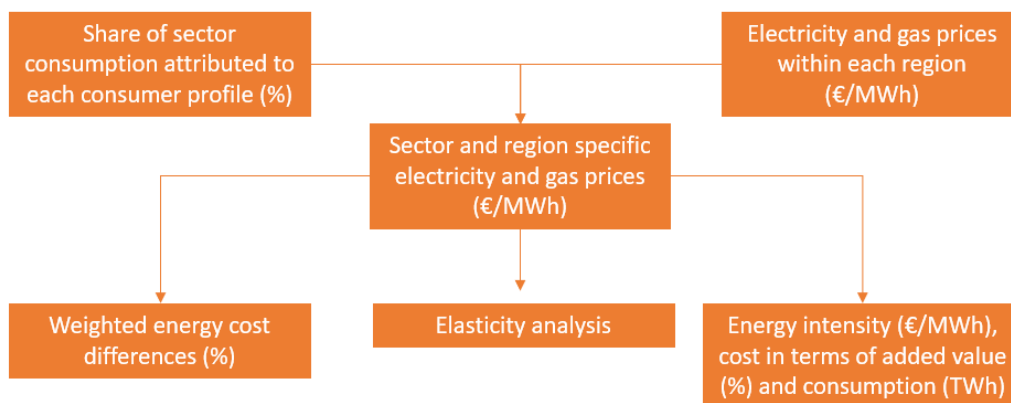 Share of sector
consumption attributed to
each consumer profile (%)
Electricity and gas prices
within each region
(€/MWh)
Sector and region specific
electricity and gas prices
(€/MWh)
Weighted energy cost
differences (%)
Elasticity analysis
Energy intensity (€/MWh),
cost in terms of added value
(%) and consumption (TWh)